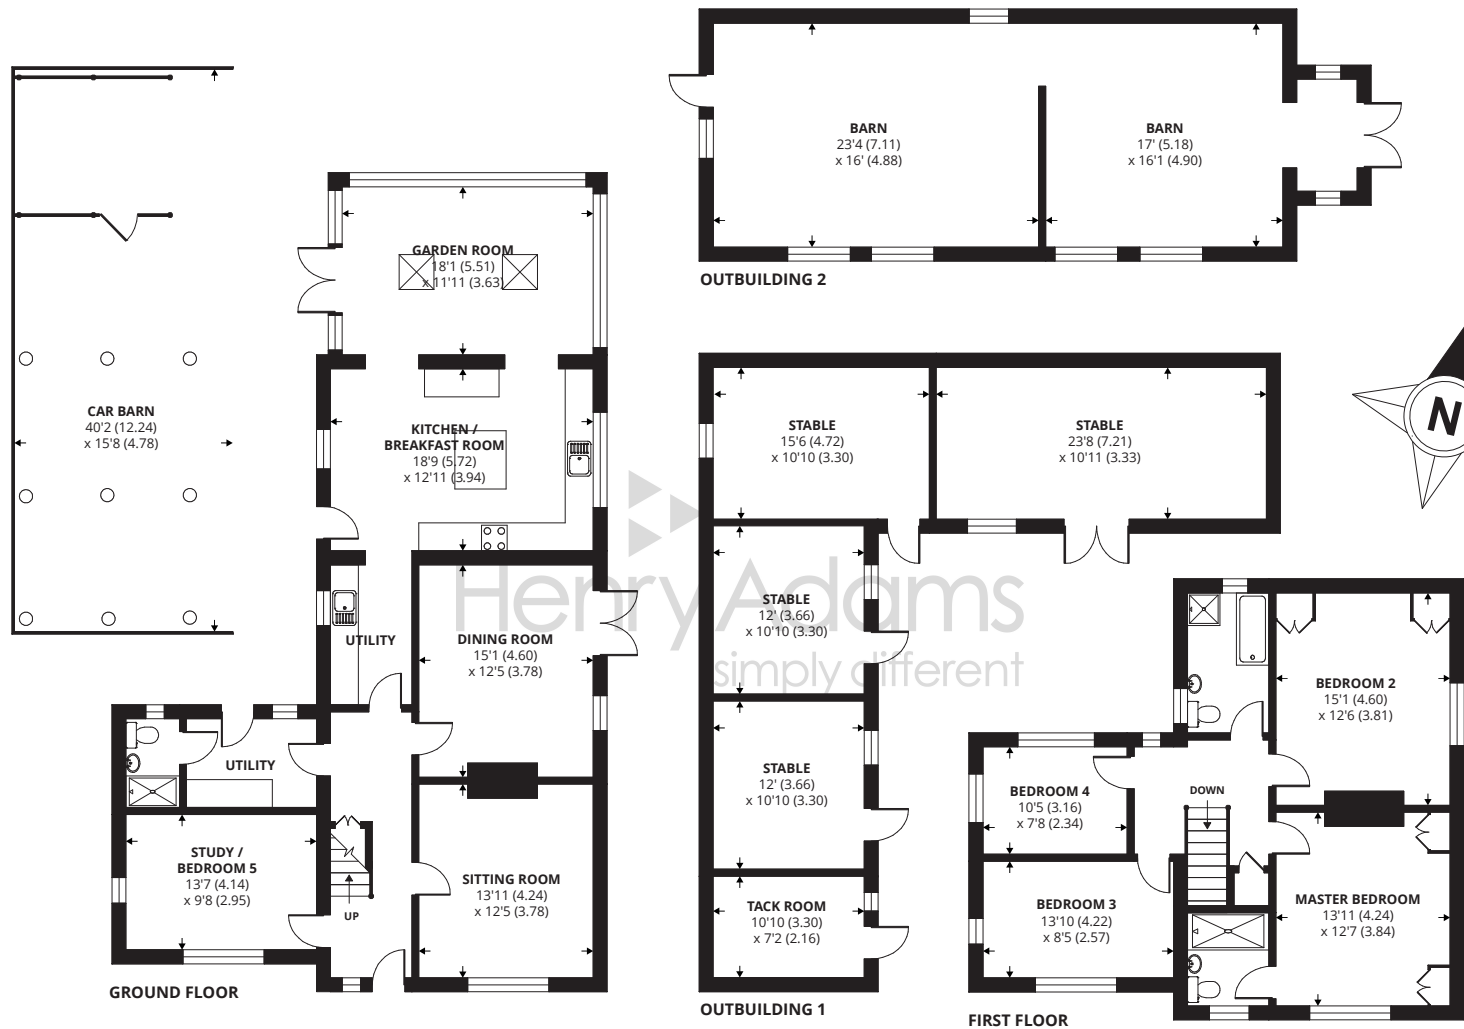 BARN
23'4 (7.11)
x 16' (4.88)
BARN
17' (5.18)
x 16'1 (4.90)
OUTBUILDING 2
GARDEN ROOM
18'1 (5.51)
x 11'11 (3.63)
CAR BARN
40'2 (12.24)
x 15'8 (4.78)
KITCHEN /
BREAKFAST ROOM
18'9 (5.72)
x 12'11 (3.94)
STABLE
15'6 (4.72)
x 10'10 (3.30)
STABLE
23'8 (7.21)
x 10'11 (3.33)
N
HenryAdams
simply different
UTILITY
DINING ROOM
15'1 (4.60)
x 12'5 (3.78)
STABLE
12' (3.66)
x 10'10 (3.30)
UTILITY
STABLE
12' (3.66)
x 10'10 (3.30)
BEDROOM 2
15'1 (4.60)
x 12'6 (3.81)
BEDROOM 4
10'5 (3.16)
x 7'8 (2.34)
DOWN
STUDY /
BEDROOM 5
13'7 (4.14)
x 9'8 (2.95)
UP
SITTING ROOM
13'11 (4.24)
x 12'5 (3.78)
TACK ROOM
10'10 (3.30)
x 7'2 (2.16)
BEDROOM 3
13'10 (4.22)
x 8'5 (2.57)
MASTER BEDROOM
13'11 (4.24)
x 12'7 (3.84)
GROUND FLOOR
OUTBUILDING 1
FIRST FLOOR